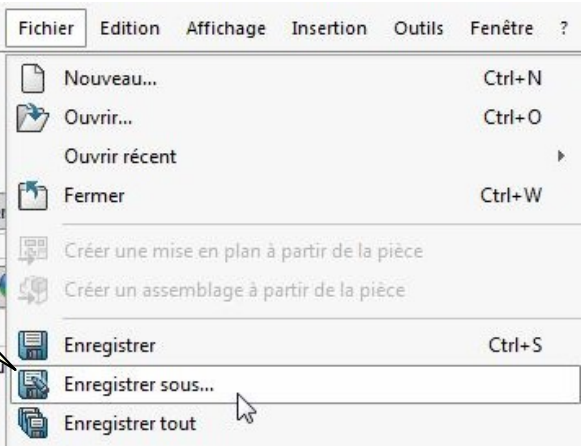 Fichier Edition Affichage Insertion Outils Fenêtre ?
Nouveau... Ctrl+N
Ouvrir... Ctrl+O
Ouvrir récent
Fermer Ctrl+W
Créer une mise en plan à partir de la pièce
Créer un assemblage à partir de la pièce
Enregistrer Ctrl+S
Enregistrer sous...
Enregistrer tout